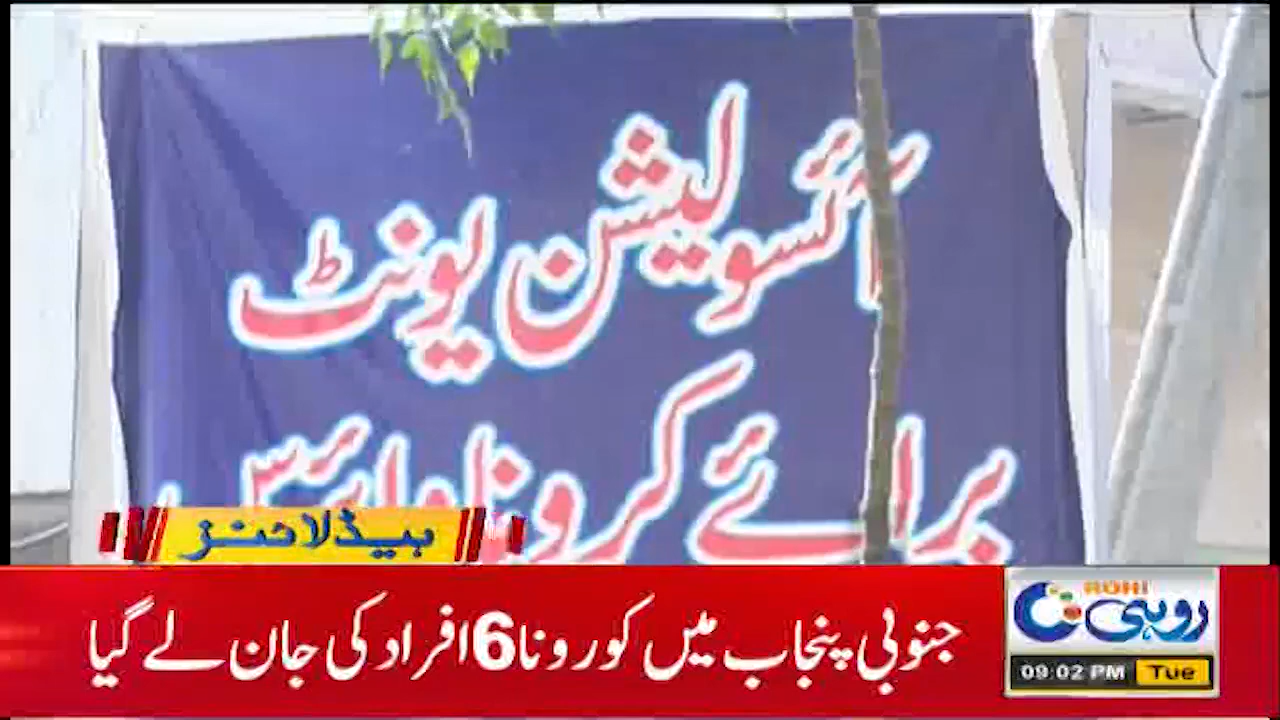 آئسولیشن یونٹ
برائے کرونا وائرس
ہیڈلائنز
جنوبی پنجاب میں کورونا 6 افراد کی جان لے گیا
ROHI
روہی
09:02 PM Tue